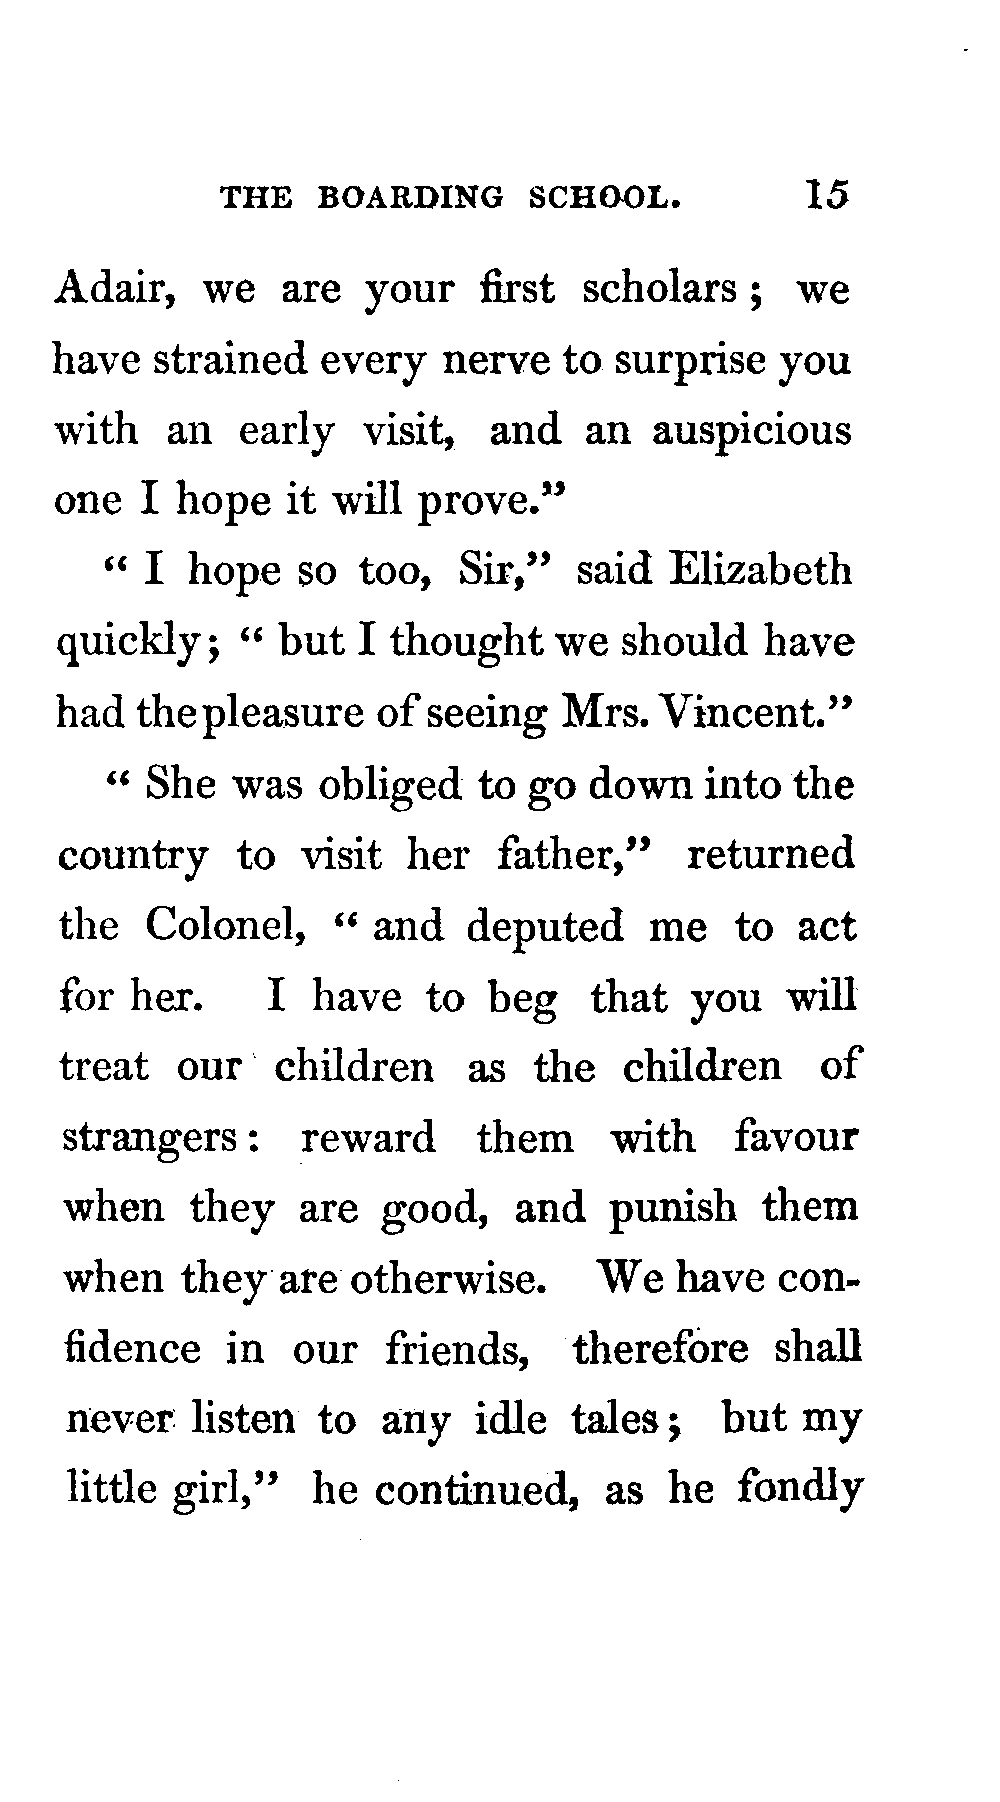 THE BOARDING SCHOOL. 15
Adair, we are your first scholars ; we
have strained every nerve to surprise you
with an early visit, and an auspicious
one I hope it will prove.”
“ I hope so too, Sir,” said Elizabeth
quickly; “ but I thought we should have
had the pleasure of seeing Mrs. Vincent.”
“ She was obliged to go down into the
country to visit her father,” returned
the Colonel, “ and deputed me to act
for her. I have to beg that you will
treat our children as the children of
strangers : reward them with favour
when they are good, and punish them
when they are otherwise. We have con-
fidence in our friends, therefore shall
never listen to any idle tales ; but my
little girl,” he continued, as he fondly